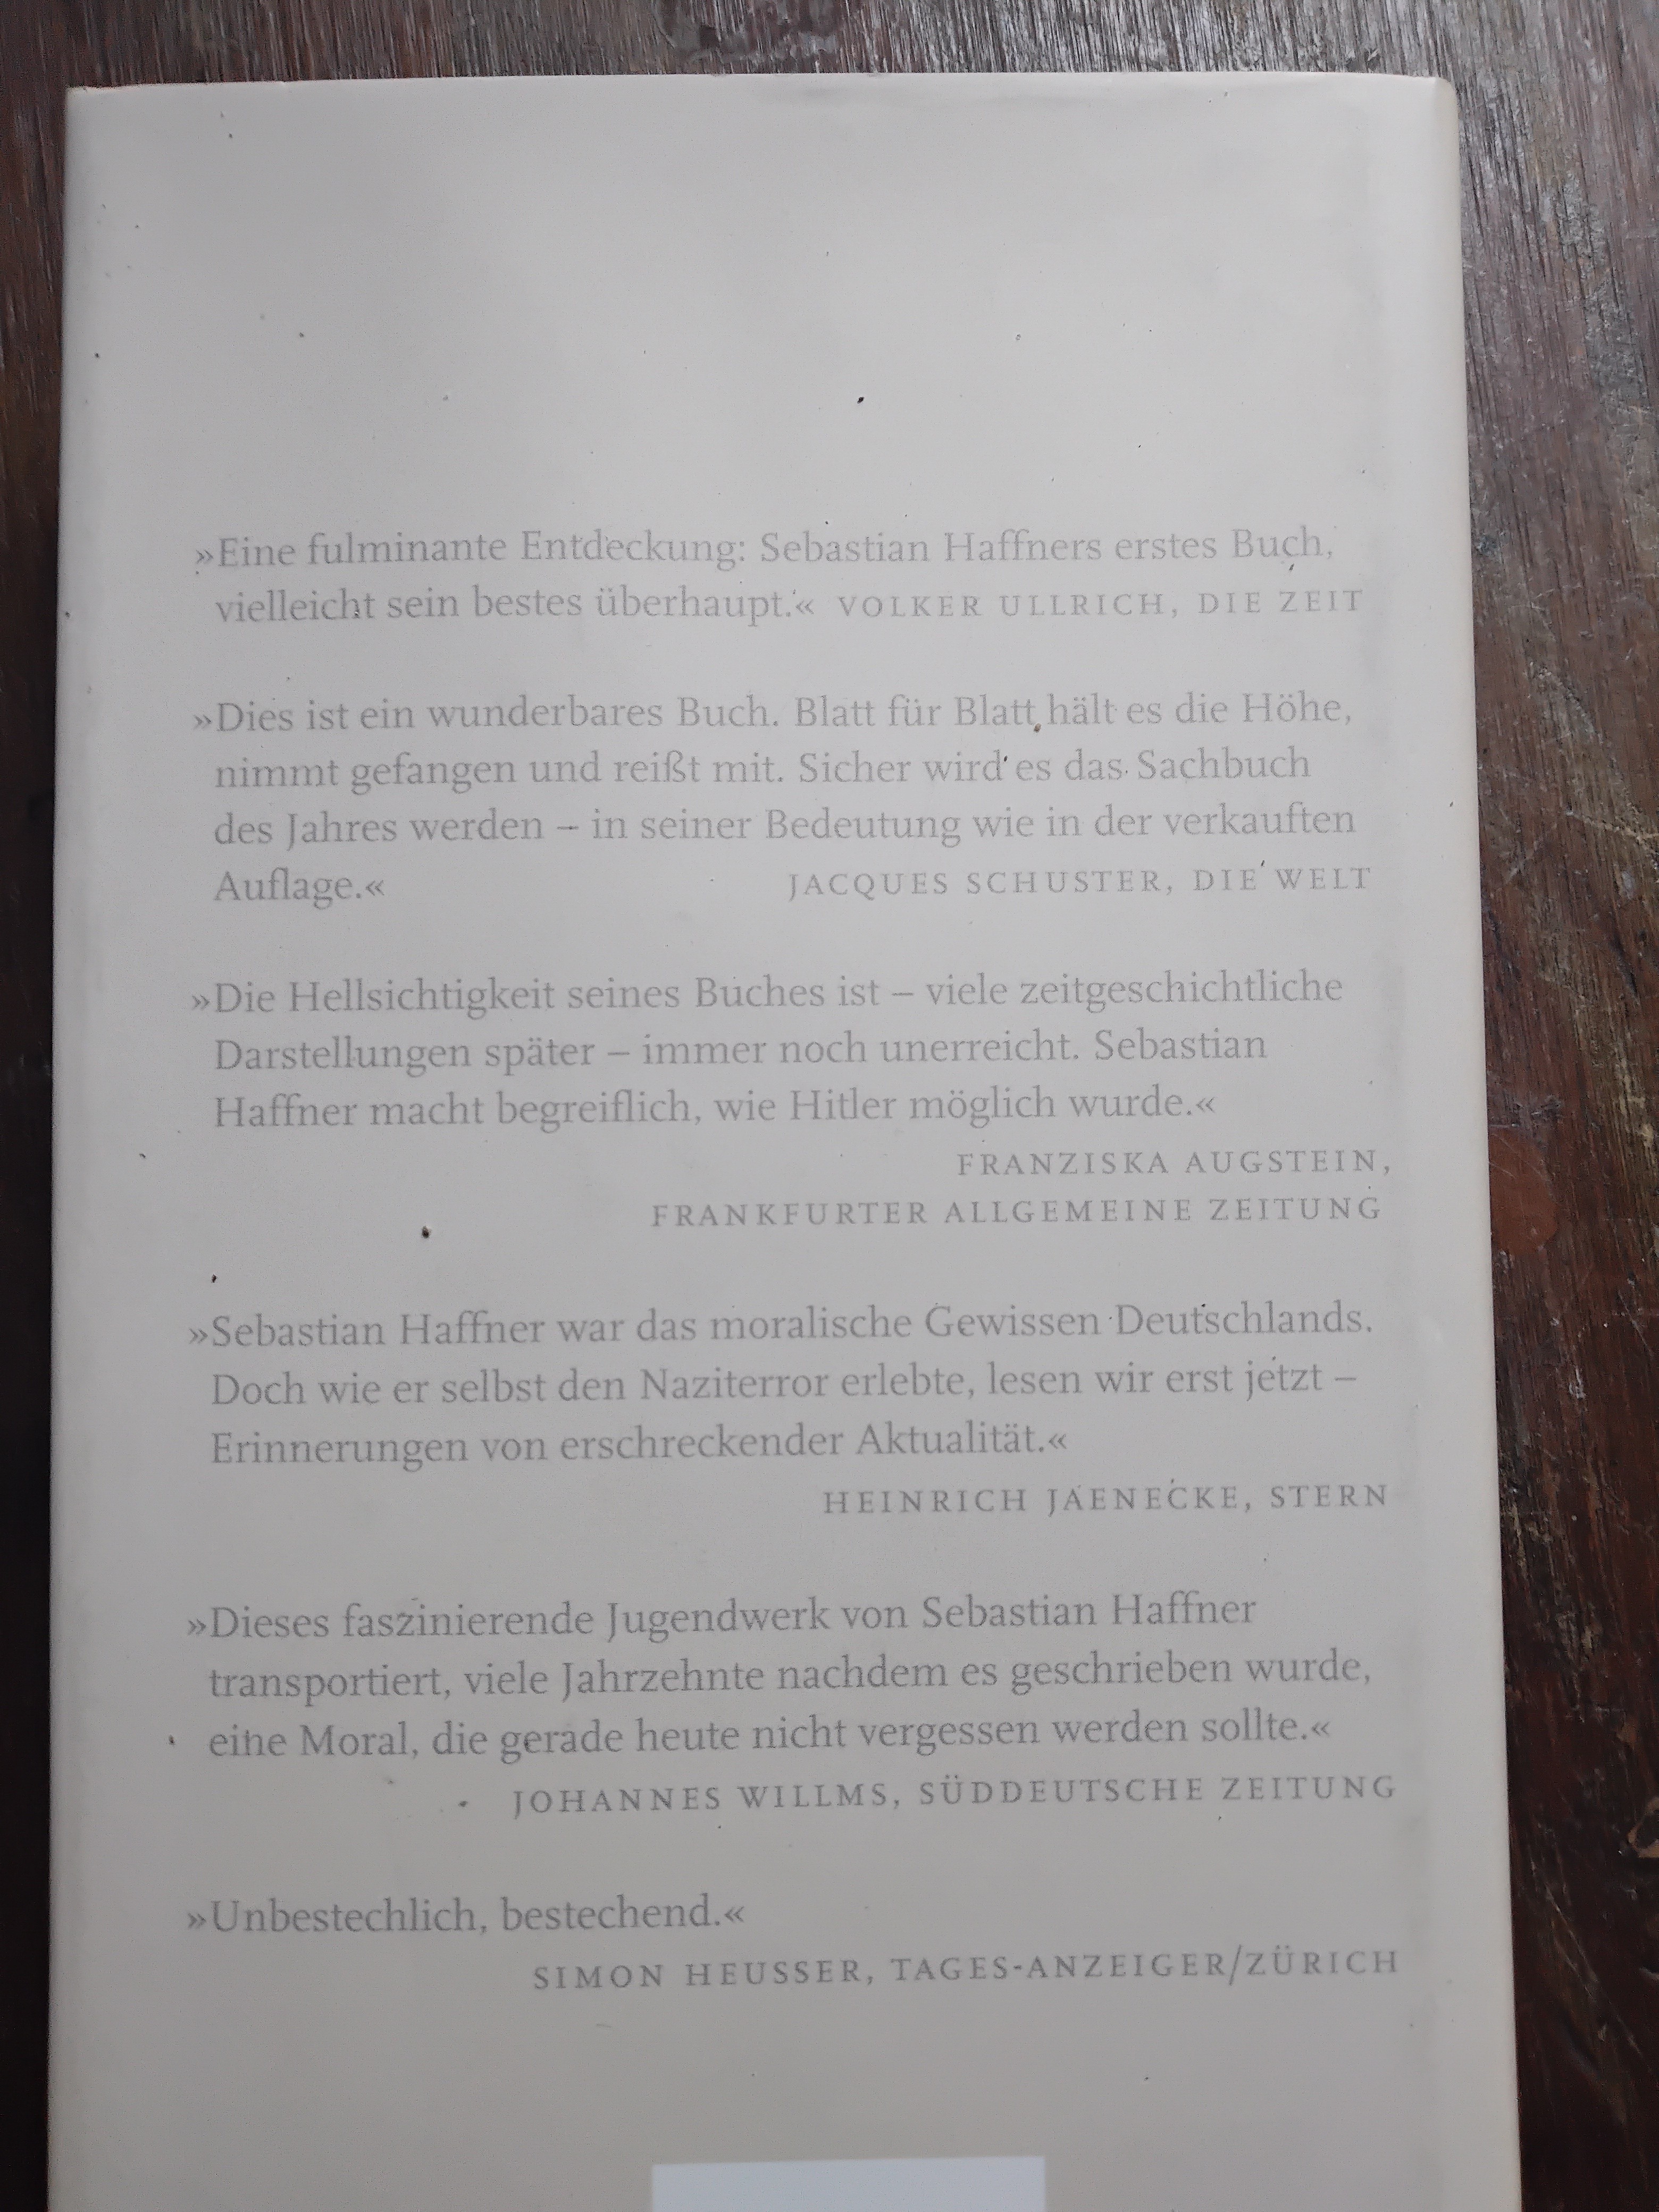 »Eine fulminante Entdeckung: Sebastian Haffners erstes Buch,
vielleicht sein bestes überhaupt.« VOLKER ULLRICH, DIE ZEIT
»Dies ist ein wunderbares Buch. Blatt für Blatt hält es die Höhe,
nimmt gefangen und reißt mit. Sicher wird es das Sachbuch
des Jahres werden – in seiner Bedeutung wie in der verkauften
Auflage.« JACQUES SCHUSTER, DIE WELT
»Die Hellsichtigkeit seines Buches ist – viele zeitgeschichtliche
Darstellungen später – immer noch unerreicht. Sebastian
Haffner macht begreiflich, wie Hitler möglich wurde.«
FRANZISKA AUGSTEIN,
FRANKFURTER ALLGEMEINE ZEITUNG
»Sebastian Haffner war das moralische Gewissen Deutschlands.
Doch wie er selbst den Naziterror erlebte, lesen wir erst jetzt –
Erinnerungen von erschreckender Aktualität.«
HEINRICH JAENECKE, STERN
»Dieses faszinierende Jugendwerk von Sebastian Haffner
transportiert, viele Jahrzehnte nachdem es geschrieben wurde,
eine Moral, die gerade heute nicht vergessen werden sollte.«
JOHANNES WILLMS, SÜDDEUTSCHE ZEITUNG
»Unbestechlich, bestechend.«
SIMON HEUSSER, TAGES-ANZEIGER/ZÜRICH